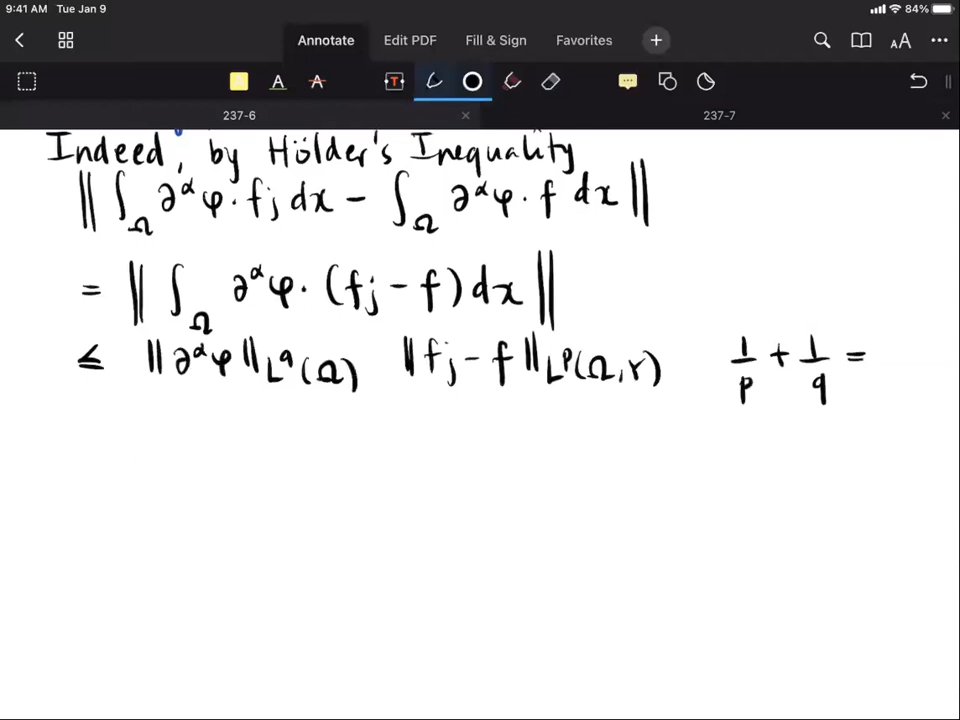 9:41 AM Tue Jan 9 84%
Annotate Edit PDF Fill & Sign Favorites
237-6 237-7
Indeed, by Hölder's Inequality
‖ ∫_Ω ∂^α φ · f_j dx − ∫_Ω ∂^α φ · f dx ‖
= ‖ ∫_Ω ∂^α φ · (f_j − f) dx ‖
≤ ‖∂^α φ‖_{L^q(Ω)} ‖f_j − f‖_{L^p(Ω,γ)} 1/p + 1/q =